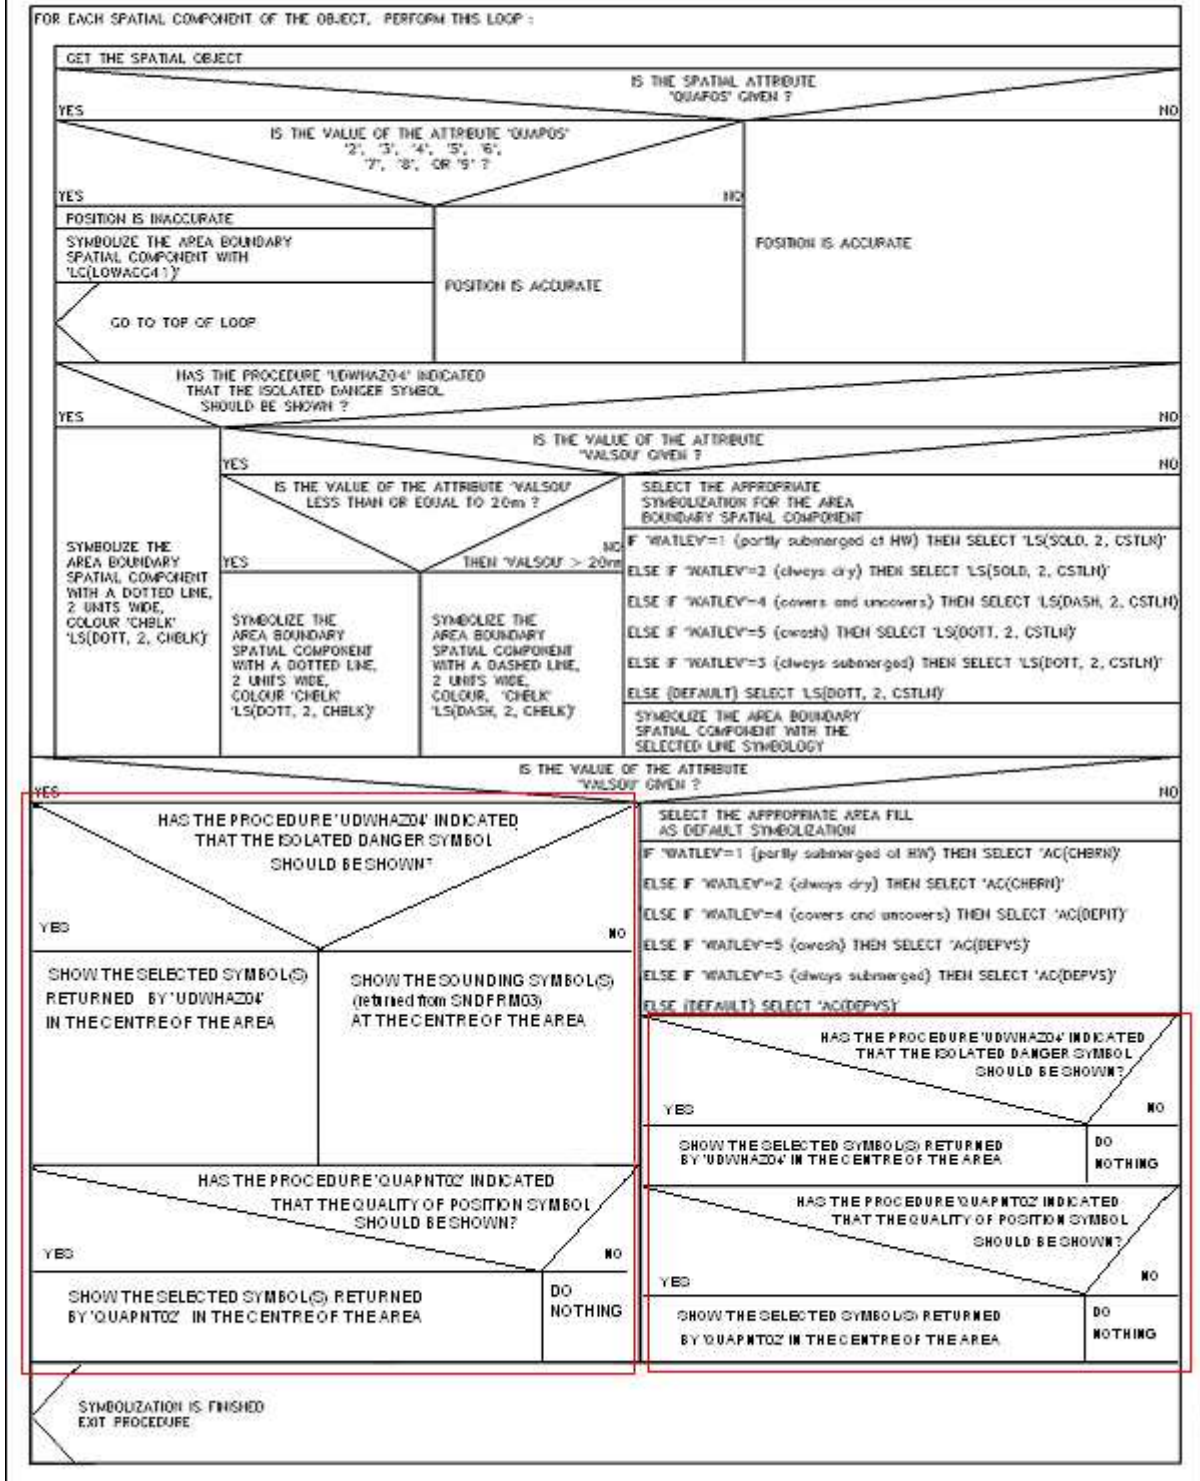 FOR EACH SPATIAL COMPONENT OF THE OBJECT, PERFORM THIS LOOP :
GET THE SPATIAL OBJECT
IS THE SPATIAL ATTRIBUTE
'QUAPOS' GIVEN ?
YES
NO
IS THE VALUE OF THE ATTRIBUTE 'QUAPOS'
'2', '3', '4', '5', '6',
'7', '8', OR '9' ?
YES
NO
POSITION IS INACCURATE
SYMBOLIZE THE AREA BOUNDARY
SPATIAL COMPONENT WITH
'LC(LOWACC41)'
GO TO TOP OF LOOP
POSITION IS ACCURATE
POSITION IS ACCURATE
HAS THE PROCEDURE 'UDWHAZ04' INDICATED
THAT THE ISOLATED DANGER SYMBOL
SHOULD BE SHOWN ?
YES
NO
IS THE VALUE OF THE ATTRIBUTE
'VALSOU' GIVEN ?
YES
NO
IS THE VALUE OF THE ATTRIBUTE 'VALSOU'
LESS THAN OR EQUAL TO 20m ?
YES
NO
THEN 'VALSOU' > 20m
SYMBOLIZE THE
AREA BOUNDARY
SPATIAL COMPONENT
WITH A DOTTED LINE,
2 UNITS WIDE,
COLOUR 'CHBLK'
'LS(DOTT, 2, CHBLK)'
SYMBOLIZE THE
AREA BOUNDARY
SPATIAL COMPONENT
WITH A DOTTED LINE,
2 UNITS WIDE,
COLOUR 'CHBLK'
'LS(DOTT, 2, CHBLK)'
SYMBOLIZE THE
AREA BOUNDARY
SPATIAL COMPONENT
WITH A DASHED LINE,
2 UNITS WIDE,
COLOUR, 'CHBLK'
'LS(DASH, 2, CHBLK)'
SELECT THE APPROPRIATE
SYMBOLIZATION FOR THE AREA
BOUNDARY SPATIAL COMPONENT
IF 'WATLEV'=1 (partly submerged at HW) THEN SELECT 'LS(SOLD, 2, CSTLN)'
ELSE IF 'WATLEV'=2 (always dry) THEN SELECT 'LS(SOLD, 2, CSTLN)'
ELSE IF 'WATLEV'=4 (covers and uncovers) THEN SELECT 'LS(DASH, 2, CSTLN)
ELSE IF 'WATLEV'=5 (awash) THEN SELECT 'LS(DOTT, 2, CSTLN)'
ELSE IF 'WATLEV'=3 (always submerged) THEN SELECT 'LS(DOTT, 2, CSTLN)'
ELSE (DEFAULT) SELECT 'LS(DOTT, 2, CSTLN)'
SYMBOLIZE THE AREA BOUNDARY
SPATIAL COMPONENT WITH THE
SELECTED LINE SYMBOLOGY
IS THE VALUE OF THE ATTRIBUTE
'VALSOU' GIVEN ?
YES
NO
HAS THE PROCEDURE 'UDWHAZ04' INDICATED
THAT THE ISOLATED DANGER SYMBOL
SHOULD BE SHOWN?
YES
NO
SHOW THE SELECTED SYMBOL(S)
RETURNED BY 'UDWHAZ04'
IN THE CENTRE OF THE AREA
SHOW THE SOUNDING SYMBOL(S)
(returned from SNDFRM03)
AT THE CENTRE OF THE AREA
HAS THE PROCEDURE 'QUAPNT02' INDICATED
THAT THE QUALITY OF POSITION SYMBOL
SHOULD BE SHOWN?
YES
NO
SHOW THE SELECTED SYMBOL(S) RETURNED
BY 'QUAPNT02' IN THE CENTRE OF THE AREA
DO
NOTHING
SELECT THE APPROPRIATE AREA FILL
AS DEFAULT SYMBOLIZATION
IF 'WATLEV'=1 (partly submerged at HW) THEN SELECT 'AC(CHBRN)'
ELSE IF 'WATLEV'=2 (always dry) THEN SELECT 'AC(CHBRN)'
ELSE IF 'WATLEV'=4 (covers and uncovers) THEN SELECT 'AC(DEPIT)'
ELSE IF 'WATLEV'=5 (awash) THEN SELECT 'AC(DEPVS)'
ELSE IF 'WATLEV'=3 (always submerged) THEN SELECT 'AC(DEPVS)'
ELSE (DEFAULT) SELECT 'AC(DEPVS)'
HAS THE PROCEDURE 'UDWHAZ04' INDICATED
THAT THE ISOLATED DANGER SYMBOL
SHOULD BE SHOWN?
YES
NO
SHOW THE SELECTED SYMBOL(S) RETURNED
BY 'UDWHAZ04' IN THE CENTRE OF THE AREA
DO
NOTHING
HAS THE PROCEDURE 'QUAPNT02' INDICATED
THAT THE QUALITY OF POSITION SYMBOL
SHOULD BE SHOWN?
YES
NO
SHOW THE SELECTED SYMBOL(S) RETURNED
BY 'QUAPNT02' IN THE CENTRE OF THE AREA
DO
NOTHING
SYMBOLIZATION IS FINISHED
EXIT PROCEDURE